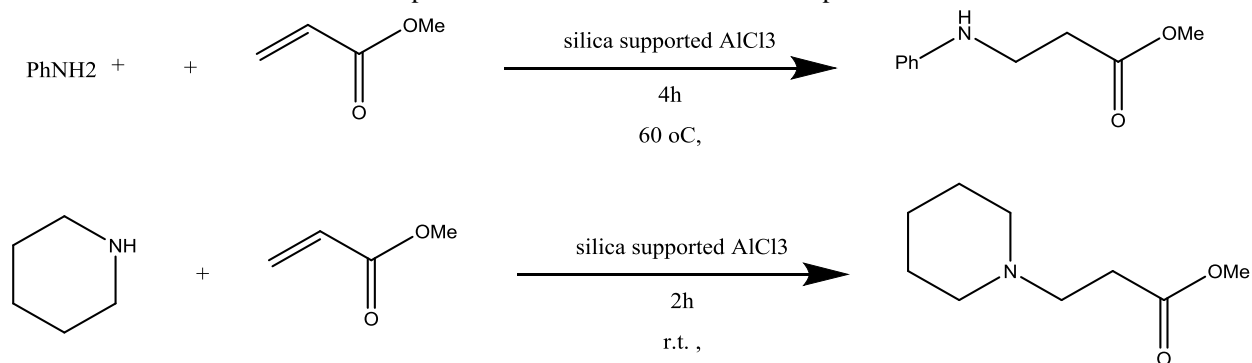 H
OMe
silica supported AlCl3
N
OMe
PhNH2 + +
Ph
4h
O
O
60 oC,
NH
OMe
silica supported AlCl3
+
N
OMe
2h
O
r.t. ,
O